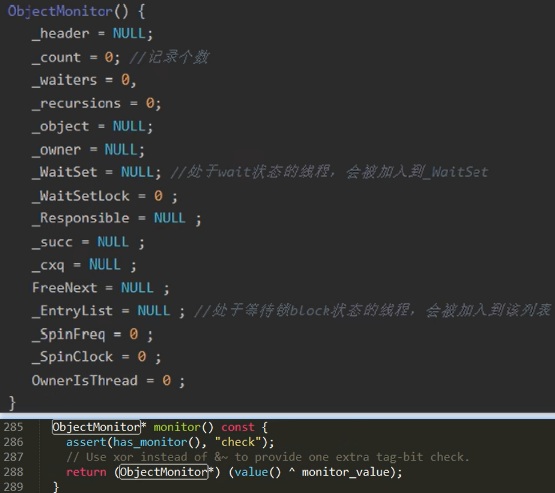 ObjectMonitor() {
_header = NULL;
_count = 0; //记录个数
_waiters = 0,
_recursions = 0;
_object = NULL;
_owner = NULL;
_WaitSet = NULL; //处于wait状态的线程，会被加入到_WaitSet
_WaitSetLock = 0 ;
_Responsible = NULL ;
_succ = NULL ;
_cxq = NULL ;
FreeNext = NULL ;
_EntryList = NULL ; //处于等待锁block状态的线程，会被加入到该列表
_SpinFreq = 0 ;
_SpinClock = 0 ;
OwnerIsThread = 0 ;
}
285 ObjectMonitor* monitor() const {
286 assert(has_monitor(), "check");
287 // Use xor instead of &~ to provide one extra tag-bit check.
288 return (ObjectMonitor*) (value() ^ monitor_value);
289 }